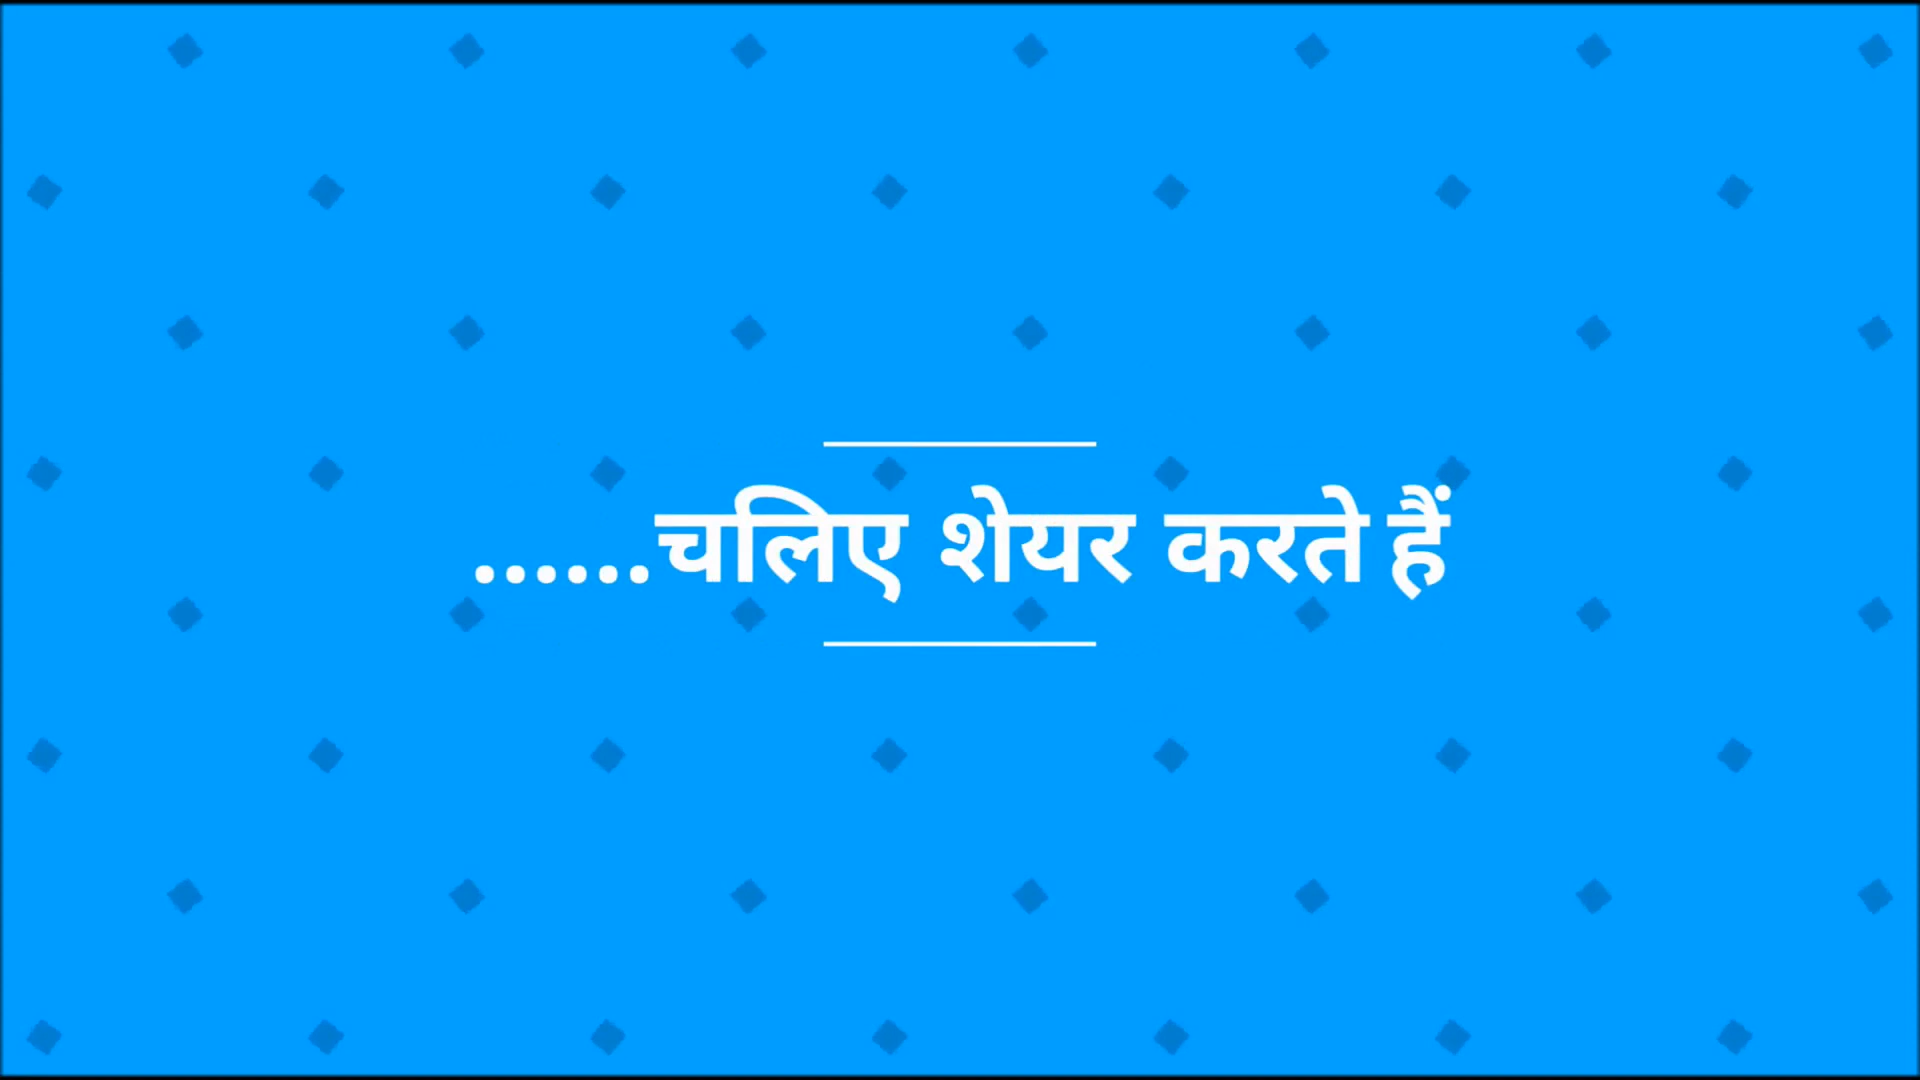 ......चलिए शेयर करते हैं